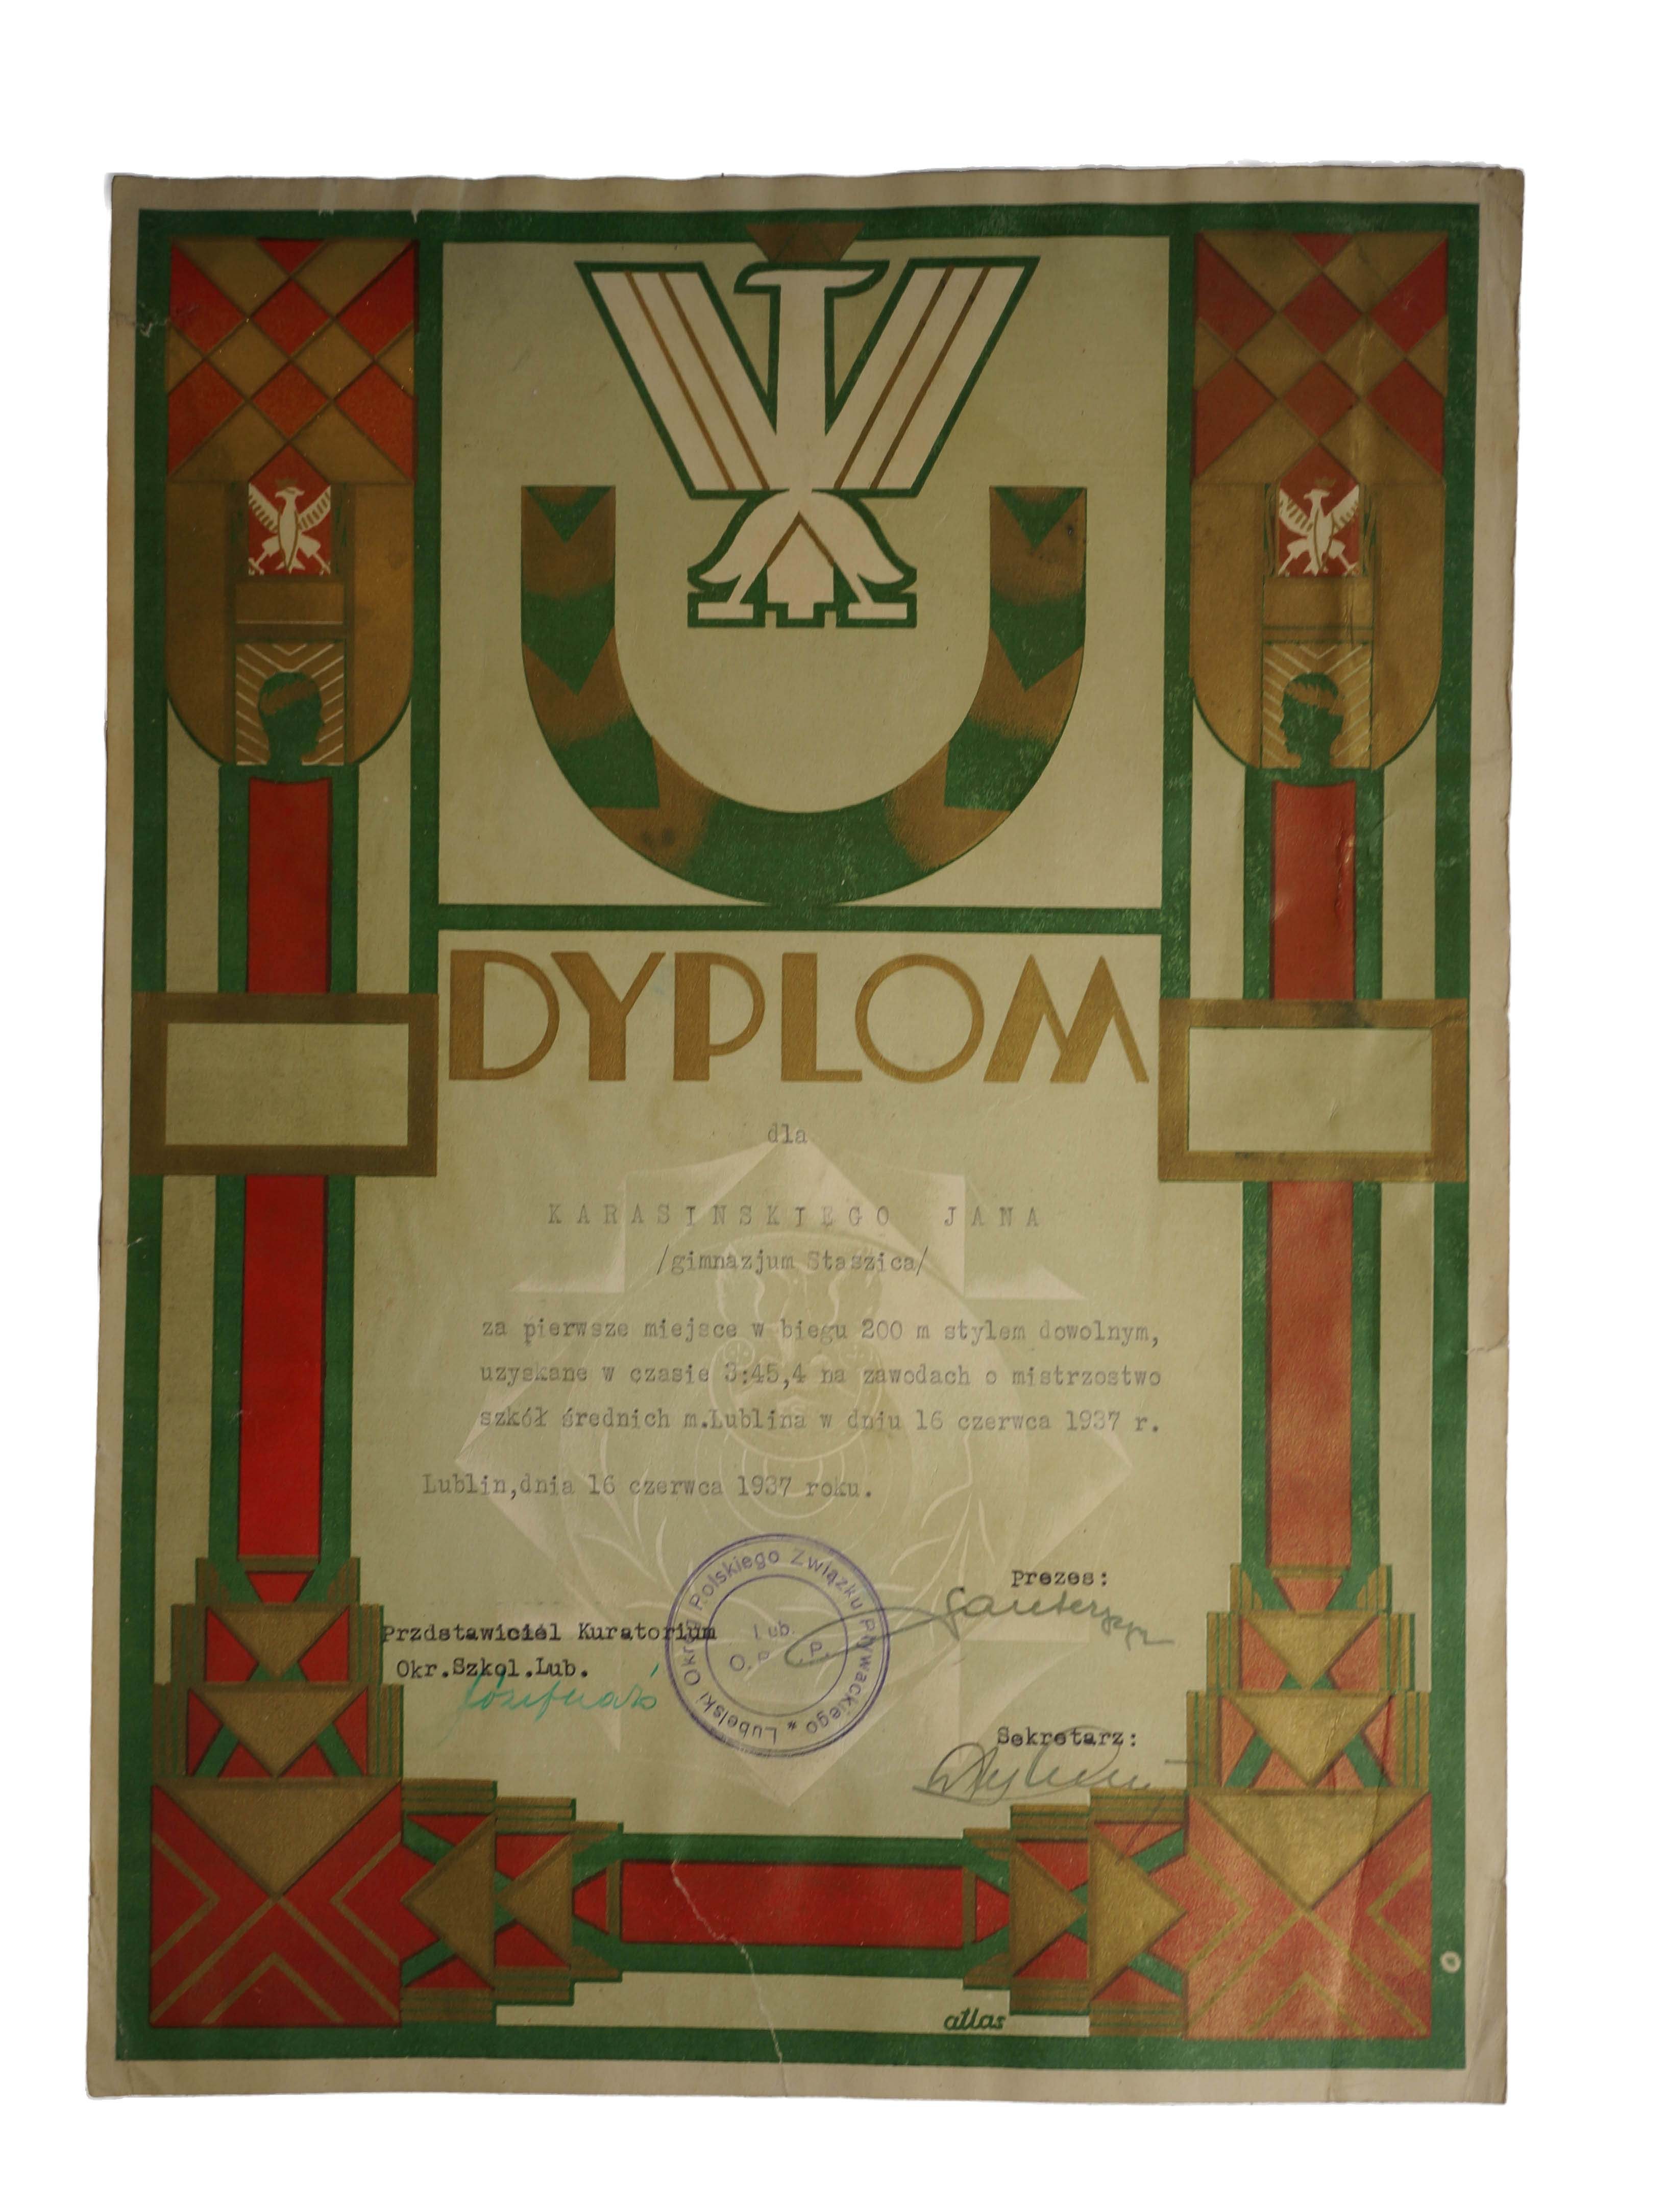 DYPLOM
dla
KARASINSKIEGO JANA
/gimnazjum Staszica/
za pierwsze miejsce w biegu 200 m stylem dowolnym,
uzyskane w czasie 3:45,4 na zawodach o mistrzostwo
szkół średnich m.Lublina w dniu 16 czerwca 1937 r.
Lublin,dnia 16 czerwca 1937 roku.
Prezes:
Przdstawiciel Kuratorium
Okr.Szkol.Lub.
Lubelski Okręg Polskiego Związku Pływackiego *
Lub.
O. P.
Sekretarz:
atlas